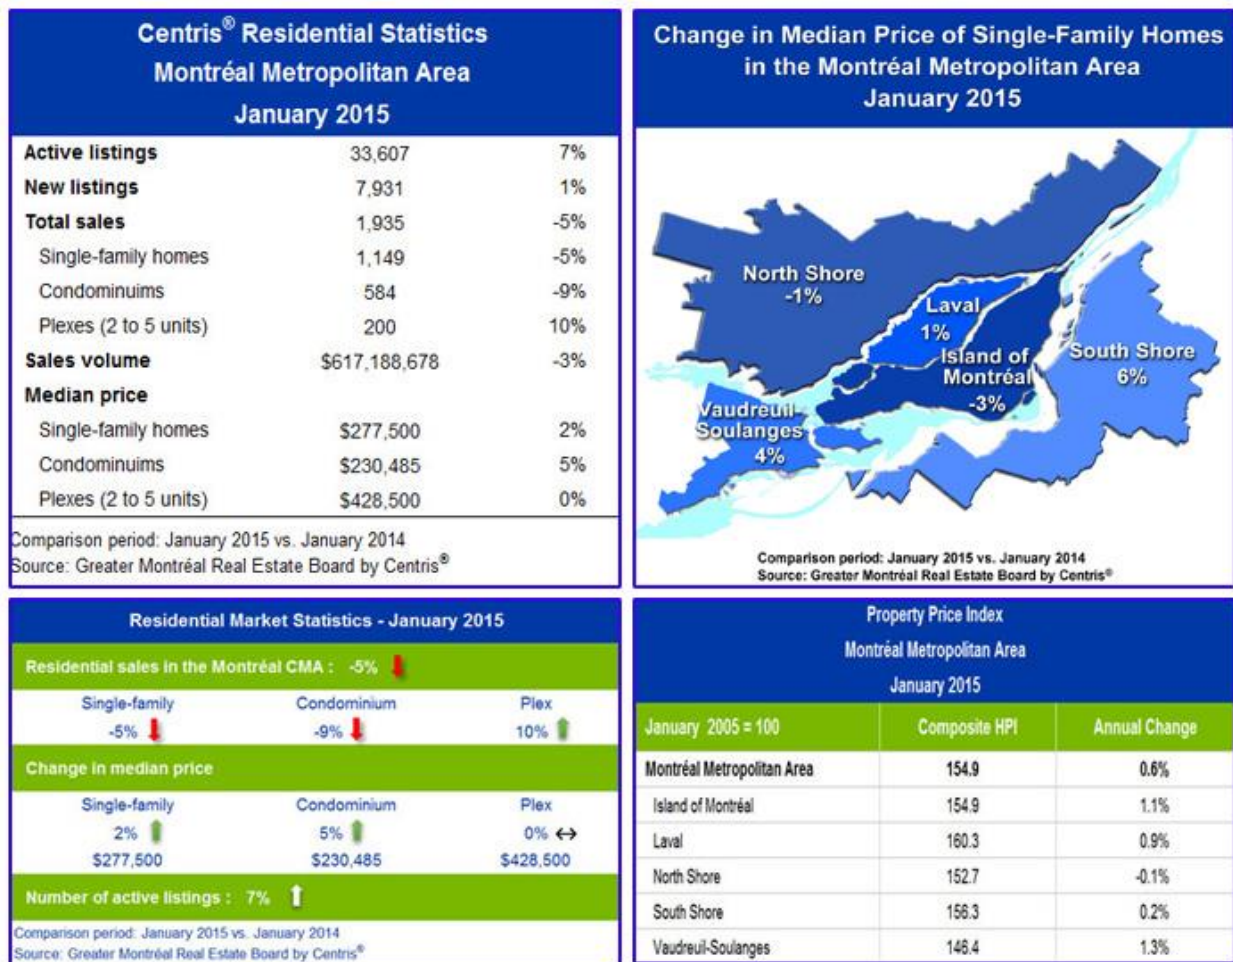 Centris® Residential Statistics
Montréal Metropolitan Area
January 2015
Active listings 33,607 7%
New listings 7,931 1%
Total sales 1,935 -5%
Single-family homes 1,149 -5%
Condominuims 584 -9%
Plexes (2 to 5 units) 200 10%
Sales volume $617,188,678 -3%
Median price
Single-family homes $277,500 2%
Condominuims $230,485 5%
Plexes (2 to 5 units) $428,500 0%
Comparison period: January 2015 vs. January 2014
Source: Greater Montréal Real Estate Board by Centris®
Change in Median Price of Single-Family Homes
in the Montréal Metropolitan Area
January 2015
North Shore
-1%
Laval
1%
Island of
Montréal
-3%
South Shore
6%
Vaudreuil-
Soulanges
4%
Comparison period: January 2015 vs. January 2014
Source: Greater Montréal Real Estate Board by Centris®
Residential Market Statistics - January 2015
Residential sales in the Montréal CMA : -5%
Single-family Condominium Plex
-5% -9% 10%
Change in median price
Single-family Condominium Plex
2% 5% 0%
$277,500 $230,485 $428,500
Number of active listings : 7%
Comparison period: January 2015 vs. January 2014
Source: Greater Montréal Real Estate Board by Centris®
Property Price Index
Montréal Metropolitan Area
January 2015
January 2005 = 100 Composite HPI Annual Change
Montréal Metropolitan Area 154.9 0.6%
Island of Montréal 154.9 1.1%
Laval 160.3 0.9%
North Shore 152.7 -0.1%
South Shore 156.3 0.2%
Vaudreuil-Soulanges 146.4 1.3%